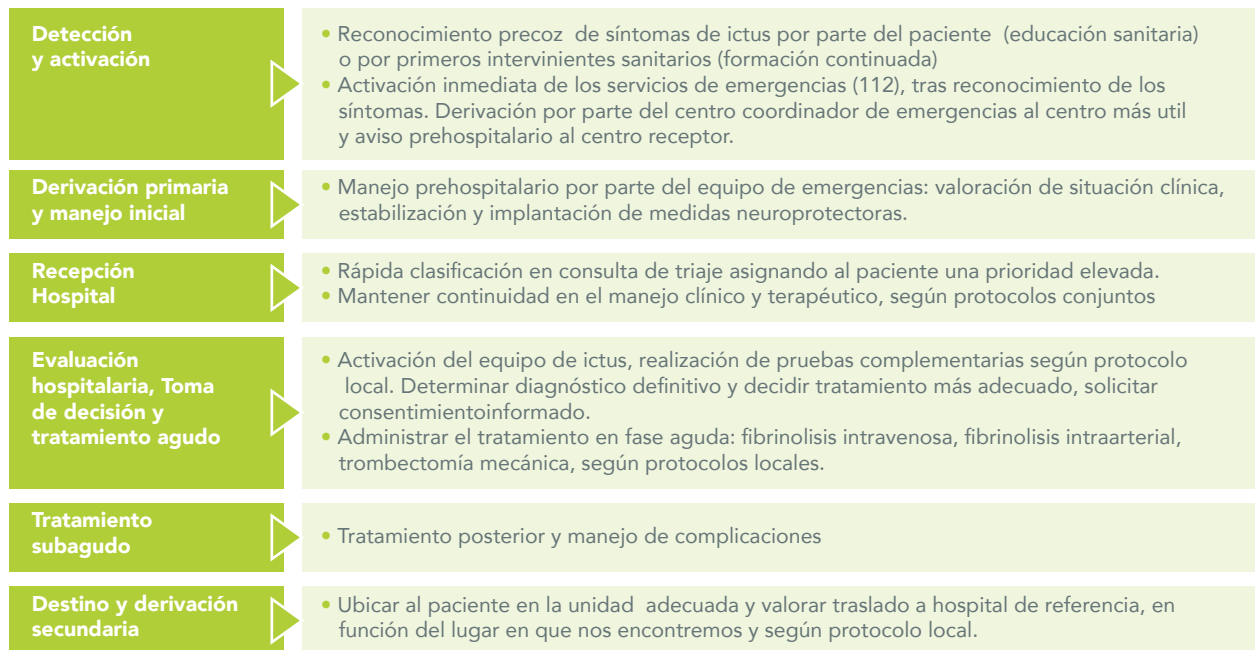 Detección
y activación
• Reconocimiento precoz de síntomas de ictus por parte del paciente (educación sanitaria)
o por primeros intervinientes sanitarios (formación continuada)
• Activación inmediata de los servicios de emergencias (112), tras reconocimiento de los
síntomas. Derivación por parte del centro coordinador de emergencias al centro más util
y aviso prehospitalario al centro receptor.
Derivación primaria
y manejo inicial
• Manejo prehospitalario por parte del equipo de emergencias: valoración de situación clínica,
estabilización y implantación de medidas neuroprotectoras.
Recepción
Hospital
• Rápida clasificación en consulta de triaje asignando al paciente una prioridad elevada.
• Mantener continuidad en el manejo clínico y terapéutico, según protocolos conjuntos
Evaluación
hospitalaria, Toma
de decisión y
tratamiento agudo
• Activación del equipo de ictus, realización de pruebas complementarias según protocolo
local. Determinar diagnóstico definitivo y decidir tratamiento más adecuado, solicitar
consentimientoinformado.
• Administrar el tratamiento en fase aguda: fibrinolisis intravenosa, fibrinolisis intraarterial,
trombectomía mecánica, según protocolos locales.
Tratamiento
subagudo
• Tratamiento posterior y manejo de complicaciones
Destino y derivación
secundaria
• Ubicar al paciente en la unidad adecuada y valorar traslado a hospital de referencia, en
función del lugar en que nos encontremos y según protocolo local.